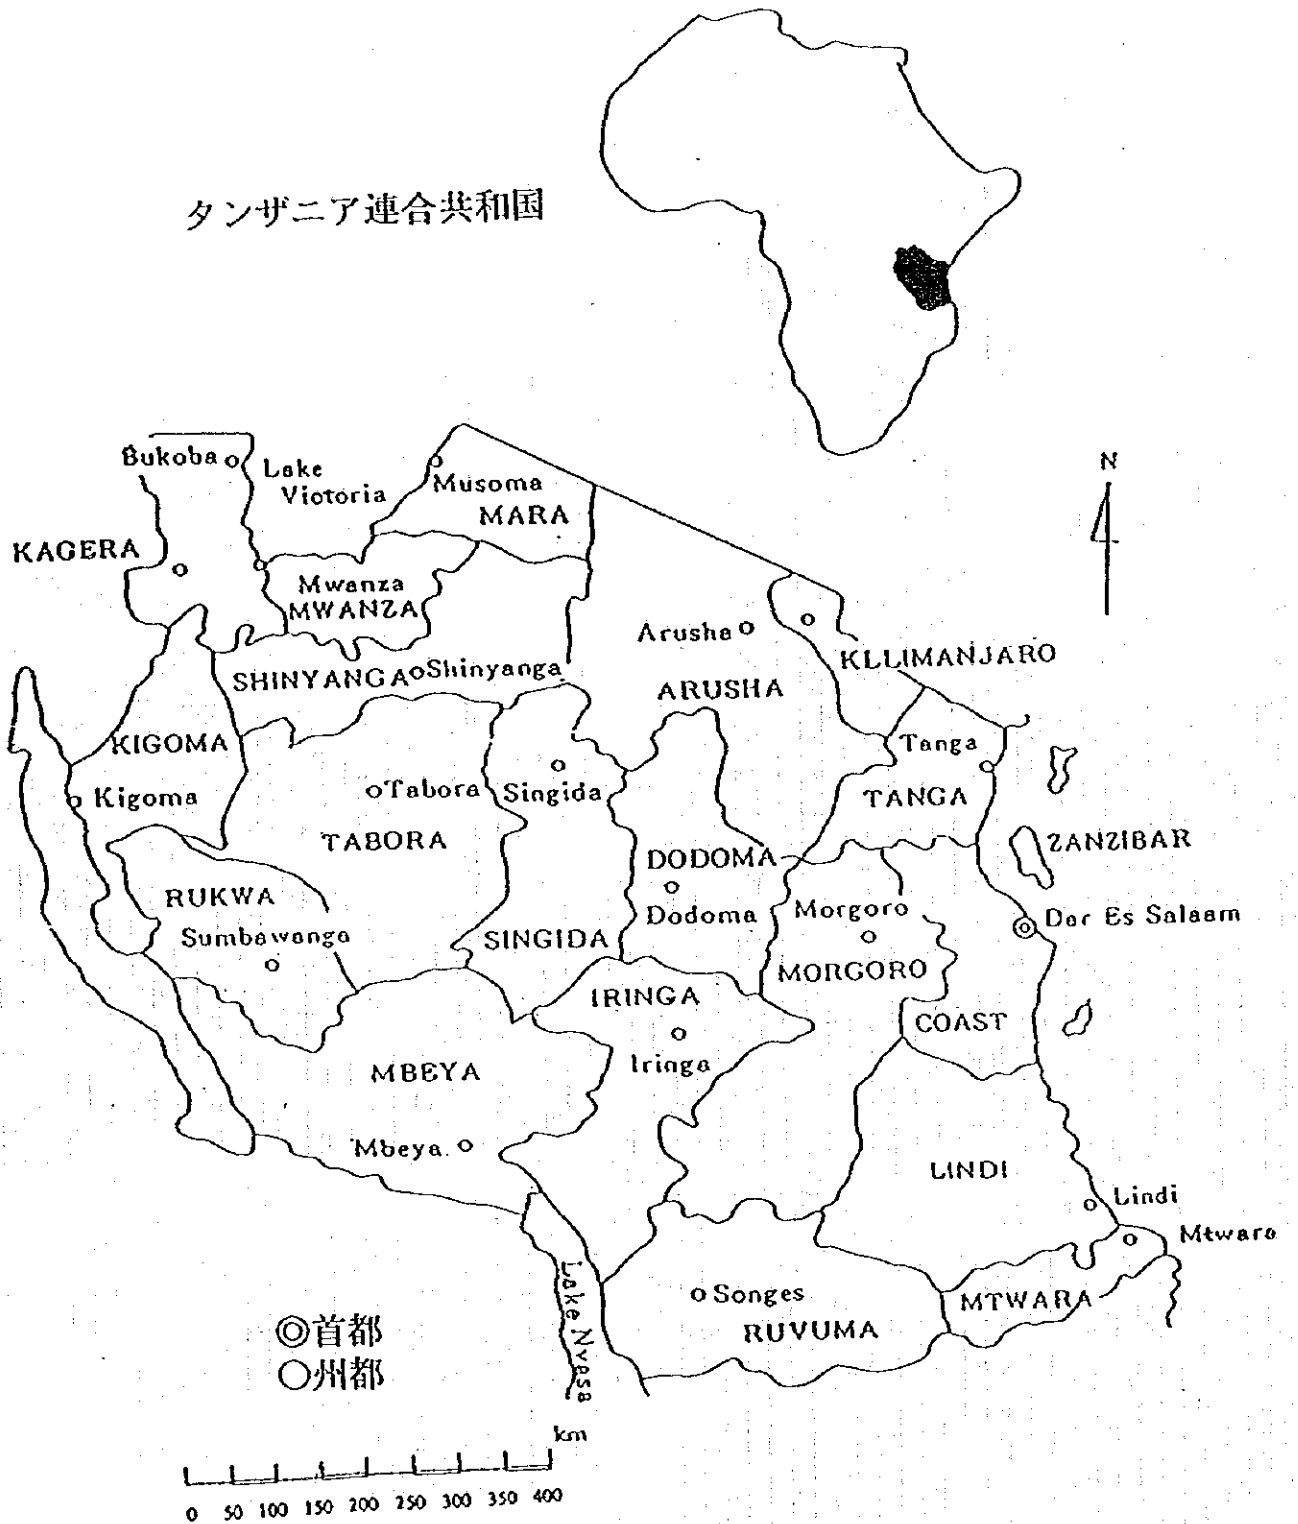 タンザニア連合共和国
N
Bukoba
Lake
Viotoria
Musoma
MARA
KAGERA
Mwanza
MWANZA
Arusha
KLLIMANJARO
SHINYANGA
Shinyanga
ARUSHA
KIGOMA
Tanga
Kigoma
Tabora
Singida
TANGA
TABORA
DODOMA
ZANZIBAR
RUKWA
Dodoma
Morgoro
Dar Es Salaam
Sumbawanga
SINGIDA
MORGORO
IRINGA
COAST
Iringa
MBEYA
Mbeya.
LINDI
Lindi
Mtwara
Lake Nyasa
Songes
MTWARA
RUVUMA
◎首都
○州都
km
0 50 100 150 200 250 300 350 400